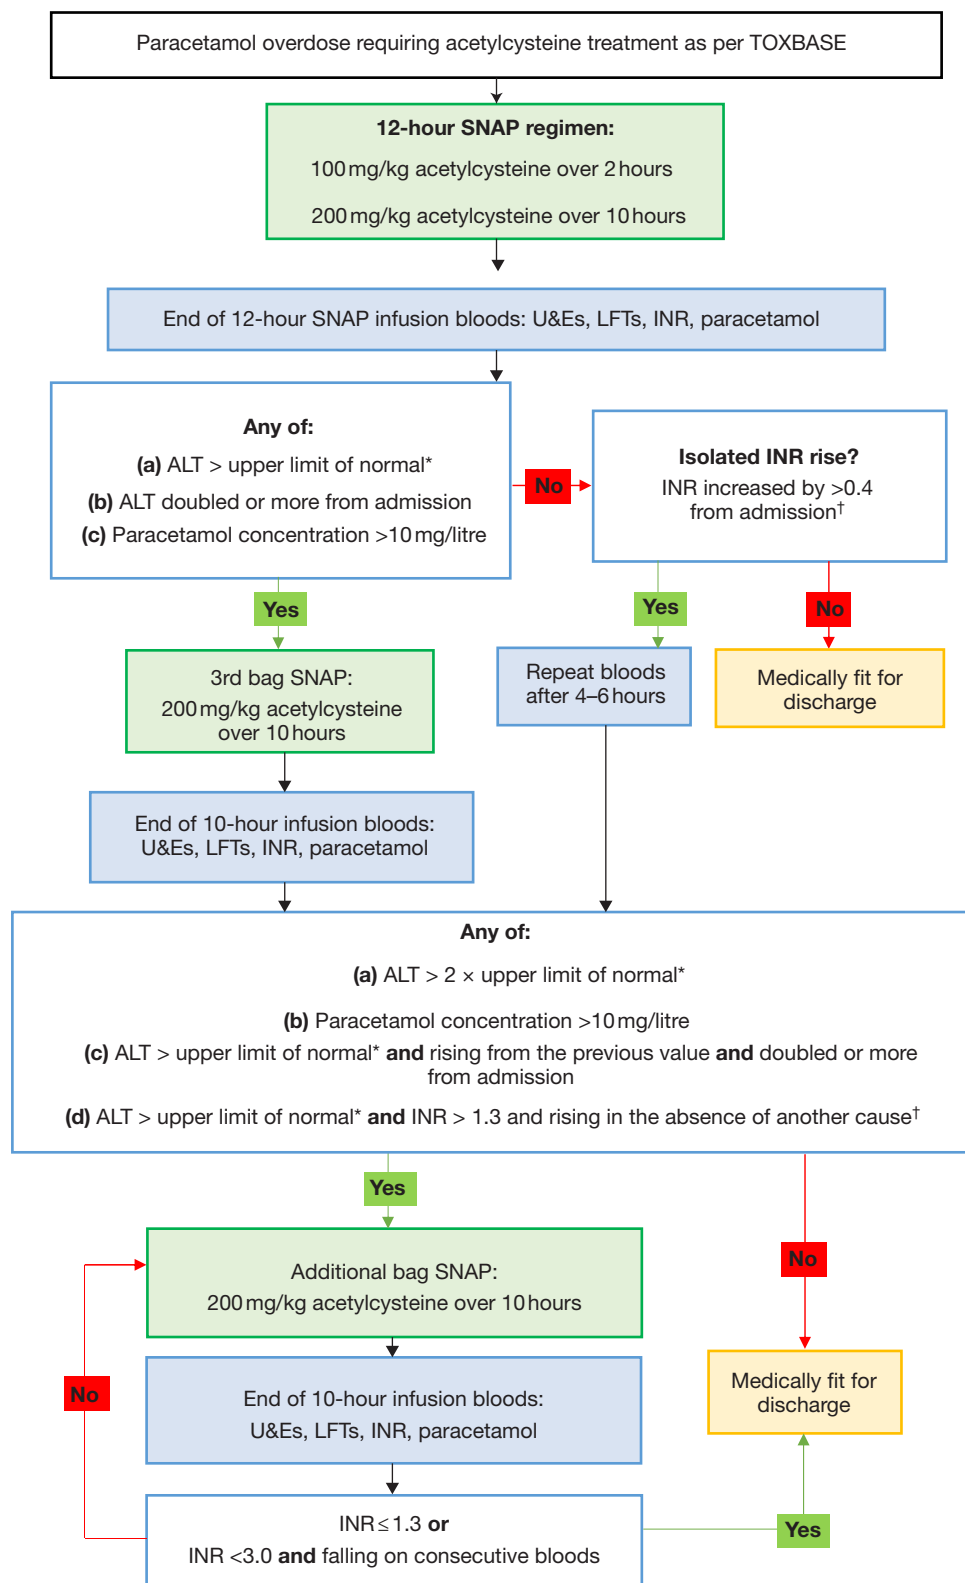 Paracetamol overdose requiring acetylcysteine treatment as per TOXBASE
12-hour SNAP regimen:
100 mg/kg acetylcysteine over 2 hours
200 mg/kg acetylcysteine over 10 hours
End of 12-hour SNAP infusion bloods: U&Es, LFTs, INR, paracetamol
Any of:
(a) ALT > upper limit of normal*
(b) ALT doubled or more from admission
(c) Paracetamol concentration >10 mg/litre
No
Isolated INR rise?
INR increased by >0.4
from admission†
Yes
Yes
No
3rd bag SNAP:
200 mg/kg acetylcysteine
over 10 hours
Repeat bloods
after 4–6 hours
Medically fit for
discharge
End of 10-hour infusion bloods:
U&Es, LFTs, INR, paracetamol
Any of:
(a) ALT > 2 × upper limit of normal*
(b) Paracetamol concentration >10 mg/litre
(c) ALT > upper limit of normal* and rising from the previous value and doubled or more
from admission
(d) ALT > upper limit of normal* and INR > 1.3 and rising in the absence of another cause†
Yes
No
Additional bag SNAP:
200 mg/kg acetylcysteine over 10 hours
No
End of 10-hour infusion bloods:
U&Es, LFTs, INR, paracetamol
Medically fit for
discharge
INR ≤ 1.3 or
INR <3.0 and falling on consecutive bloods
Yes